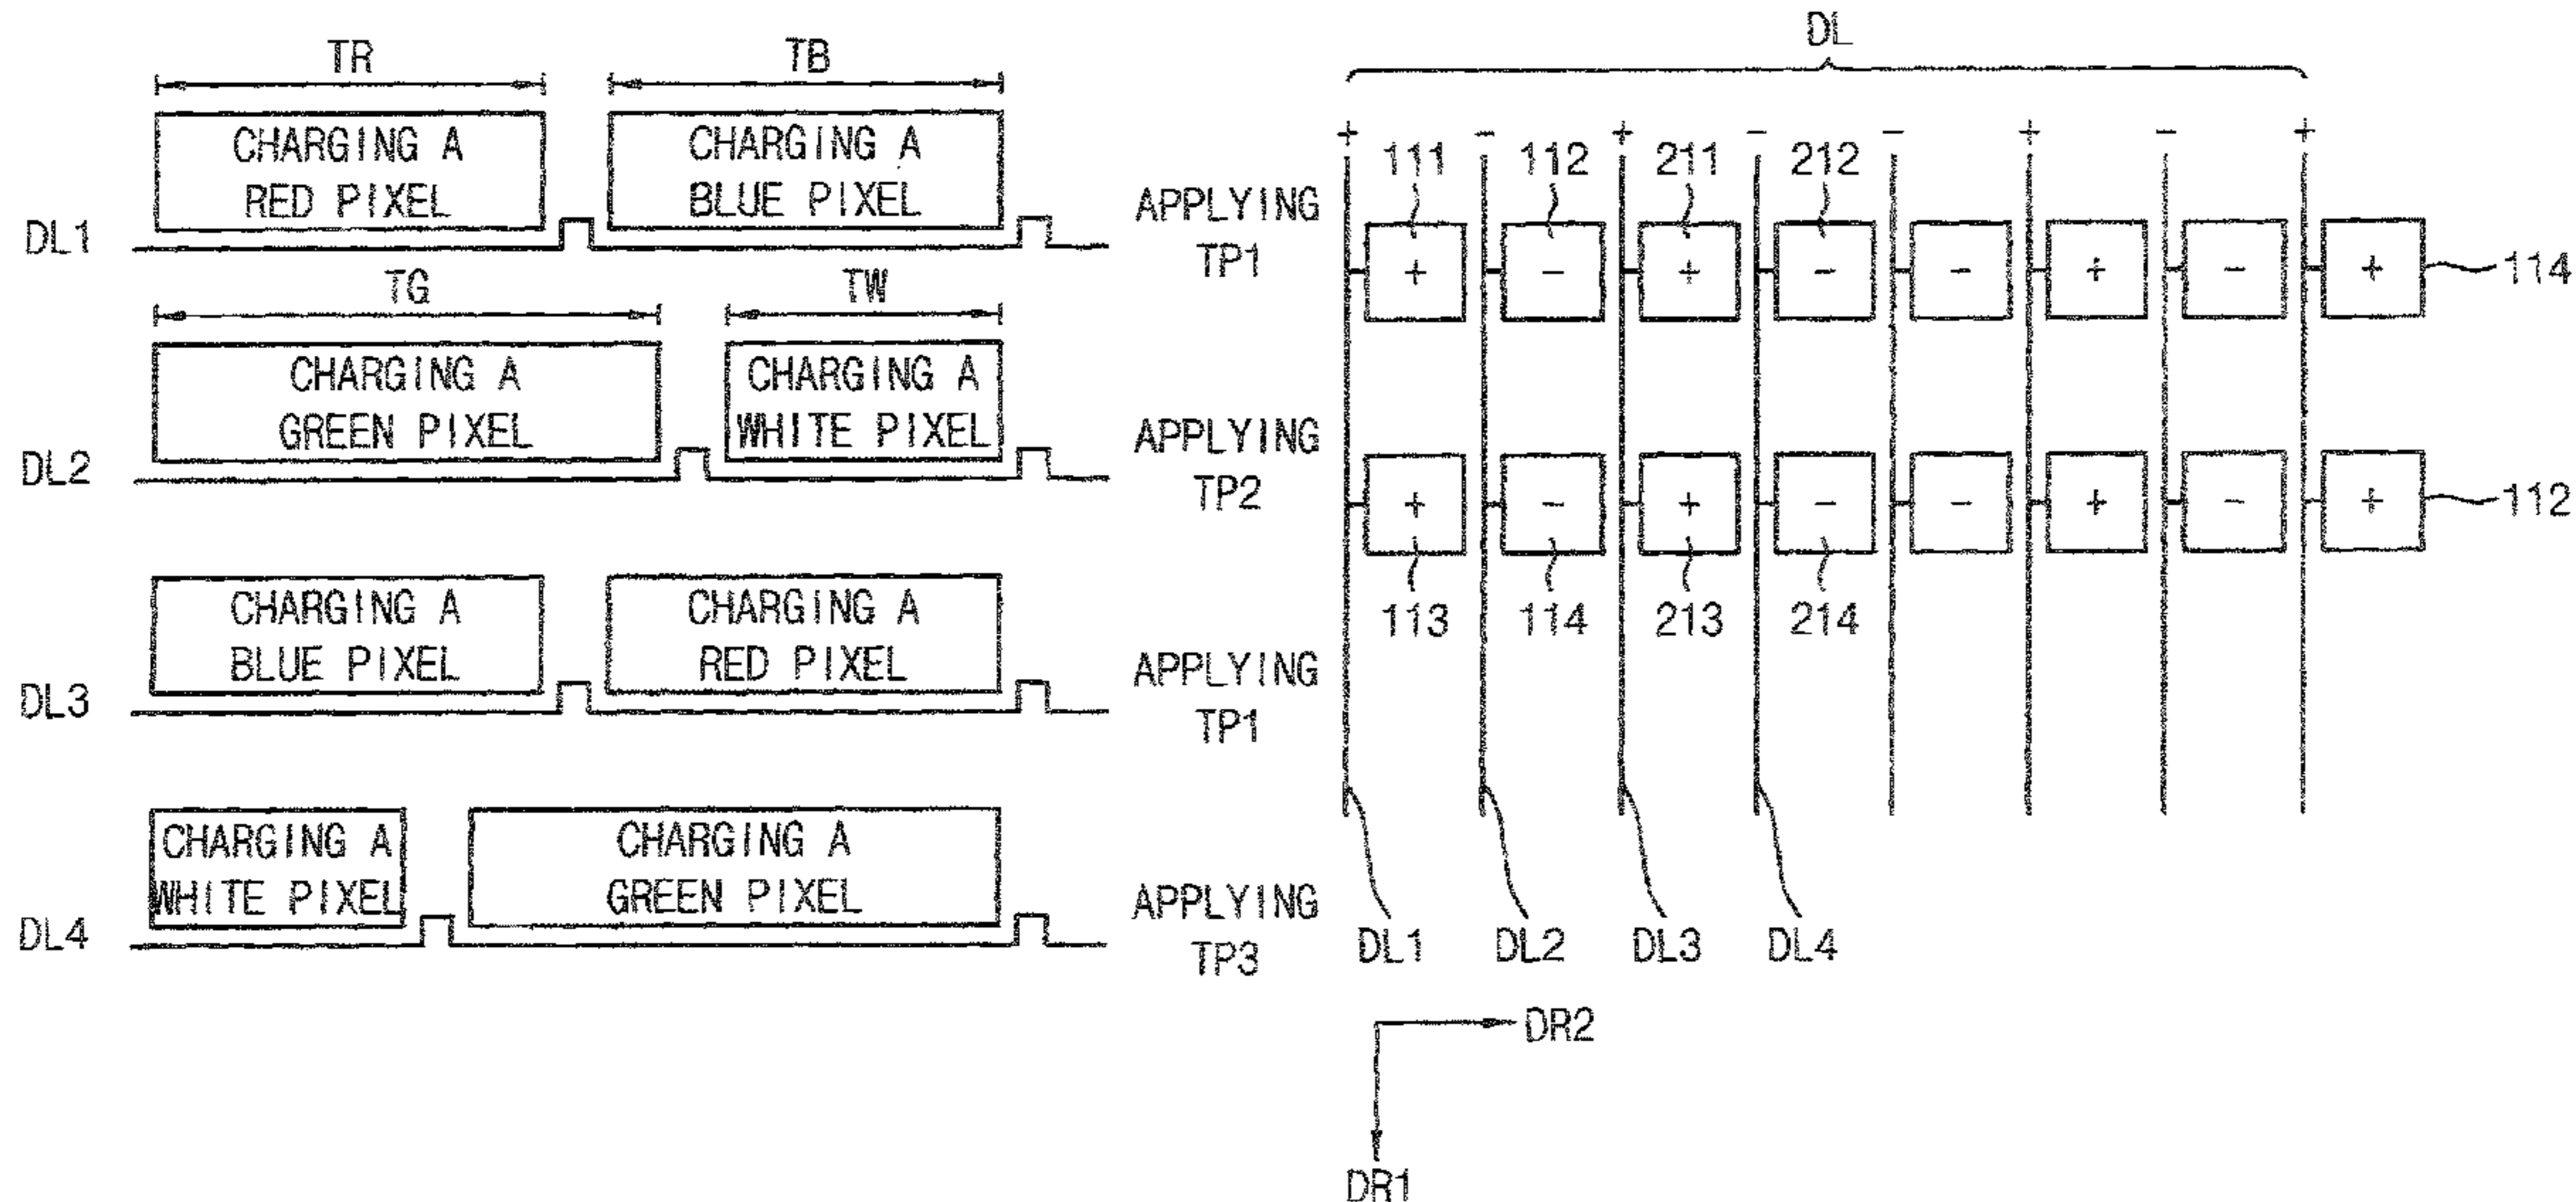 TR
TB
CHARGING A
RED PIXEL
CHARGING A
BLUE PIXEL
DL1
APPLYING
TP1
TG
TW
CHARGING A
GREEN PIXEL
CHARGING A
WHITE PIXEL
DL2
APPLYING
TP2
CHARGING A
BLUE PIXEL
CHARGING A
RED PIXEL
DL3
APPLYING
TP1
CHARGING A
WHITE PIXEL
CHARGING A
GREEN PIXEL
DL4
APPLYING
TP3
DL
+ - + - - + - +
111 112 211 212
+ - + - - + - +
114
+ - + - - + - +
112
113 114 213 214
DL1 DL2 DL3 DL4
DR2
DR1